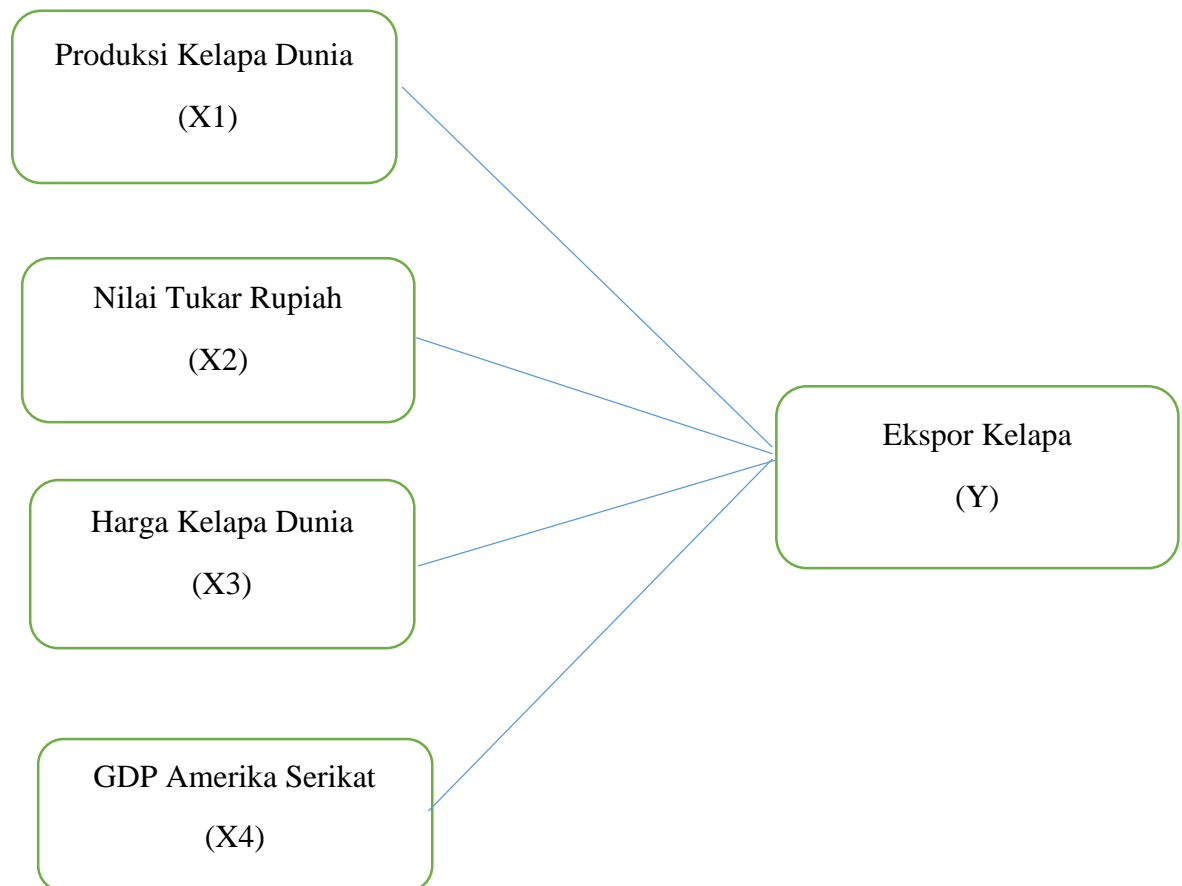 Produksi Kelapa Dunia
(X1)
Nilai Tukar Rupiah
(X2)
Harga Kelapa Dunia
(X3)
GDP Amerika Serikat
(X4)
Ekspor Kelapa
(Y)